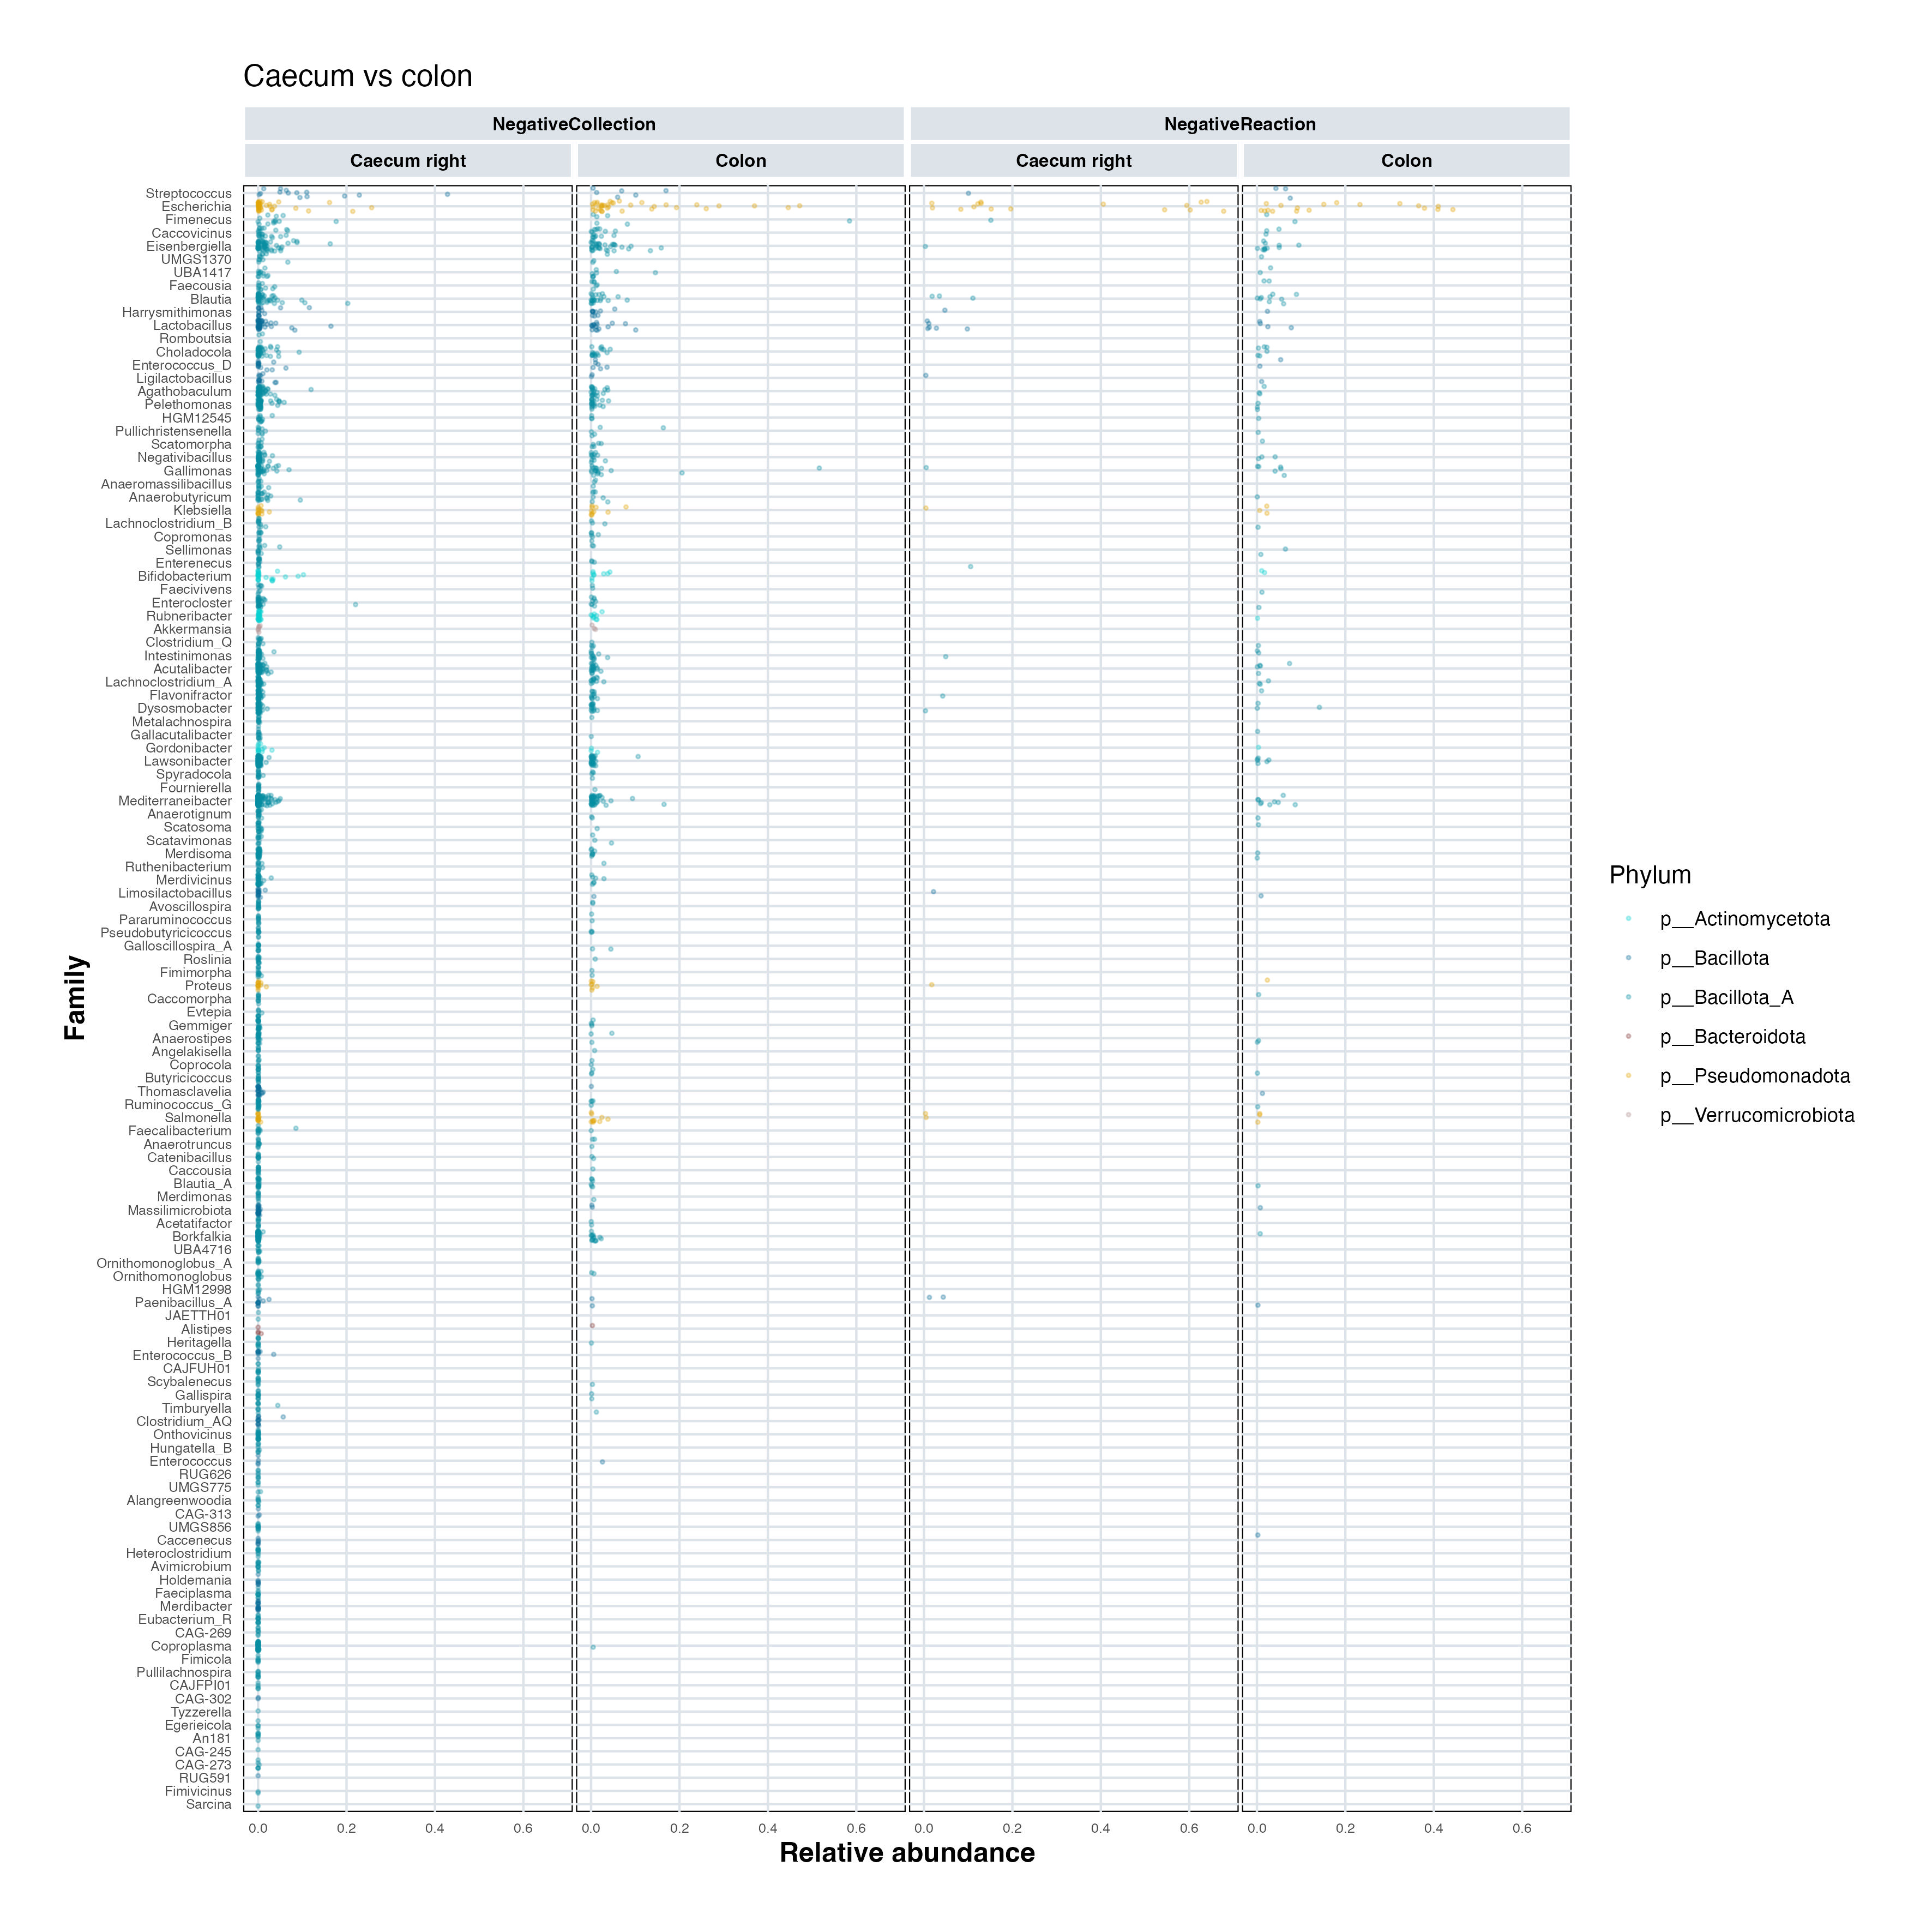 Caecum vs colon
NegativeCollection NegativeReaction
Caecum right Colon Caecum right Colon
Streptococcus
Escherichia
Fimenecus
Caccovicinus
Eisenbergiella
UMGS1370
UBA1417
Faecousia
Blautia
Harrysmithimonas
Lactobacillus
Romboutsia
Choladocola
Enterococcus_D
Ligilactobacillus
Agathobaculum
Pelethomonas
HGM12545
Pullichristensenella
Scatomorpha
Negativibacillus
Gallimonas
Anaeromassilibacillus
Anaerobutyricum
Klebsiella
Lachnoclostridium_B
Copromonas
Sellimonas
Enterenecus
Bifidobacterium
Faecivivens
Enterocloster
Rubneribacter
Akkermansia
Clostridium_Q
Intestinimonas
Acutalibacter
Lachnoclostridium_A
Flavonifractor
Dysosmobacter
Metalachnospira
Gallacutalibacter
Gordonibacter
Lawsonibacter
Spyradocola
Fournierella
Mediterraneibacter
Anaerotignum
Scatosoma
Scatavimonas
Merdisoma
Ruthenibacterium
Merdivicinus
Limosilactobacillus
Avoscillospira
Pararuminococcus
Pseudobutyricicoccus
Galloscillospira_A
Roslinia
Fimimorpha
Proteus
Caccomorpha
Evtepia
Gemmiger
Anaerostipes
Angelakisella
Coprocola
Butyricicoccus
Thomasclavelia
Ruminococcus_G
Salmonella
Faecalibacterium
Anaerotruncus
Catenibacillus
Caccousia
Blautia_A
Merdimonas
Massilimicrobiota
Acetatifactor
Borkfalkia
UBA4716
Ornithomonoglobus_A
Ornithomonoglobus
HGM12998
Paenibacillus_A
JAETTH01
Alistipes
Heritagella
Enterococcus_B
CAJFUH01
Scybalenecus
Gallispira
Timburyella
Clostridium_AQ
Onthovicinus
Hungatella_B
Enterococcus
RUG626
UMGS775
Alangreenwoodia
CAG-313
UMGS856
Caccenecus
Heteroclostridium
Avimicrobium
Holdemania
Faeciplasma
Merdibacter
Eubacterium_R
CAG-269
Coproplasma
Fimicola
Pullilachnospira
CAJFPI01
CAG-302
Tyzzerella
Egerieicola
An181
CAG-245
CAG-273
RUG591
Fimivicinus
Sarcina
0.0 0.2 0.4 0.6 0.0 0.2 0.4 0.6 0.0 0.2 0.4 0.6 0.0 0.2 0.4 0.6
Relative abundance
Family
Phylum
p__Actinomycetota
p__Bacillota
p__Bacillota_A
p__Bacteroidota
p__Pseudomonadota
p__Verrucomicrobiota